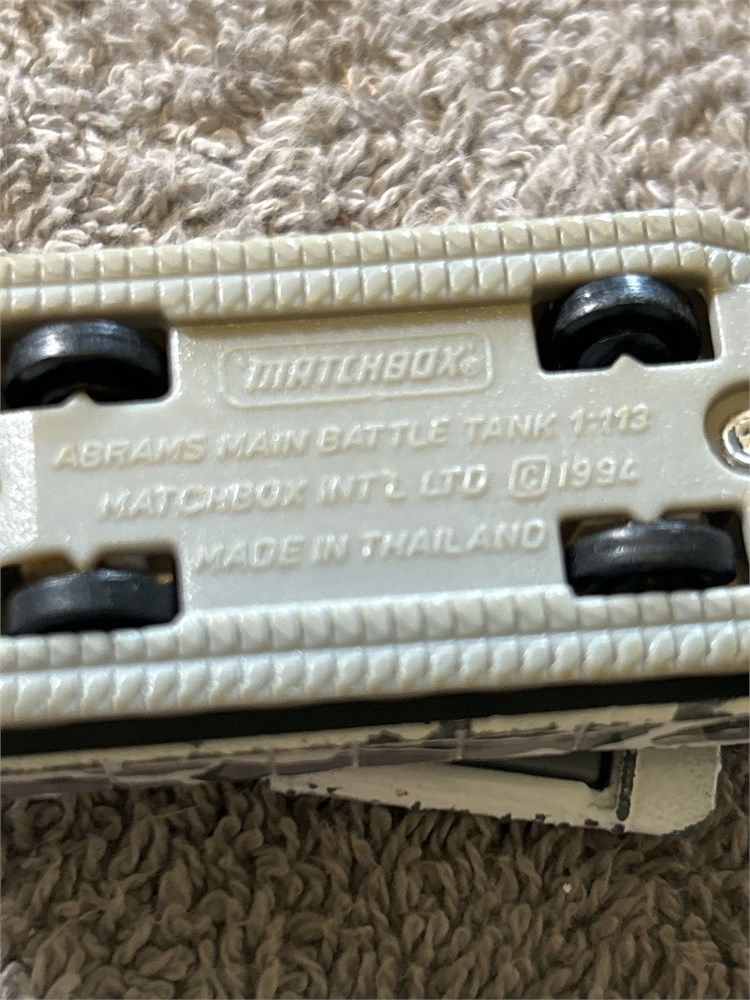 MATCHBOX®
ABRAMS MAIN BATTLE TANK 1:113
MATCHBOX INT'L LTD ©1994
MADE IN THAILAND